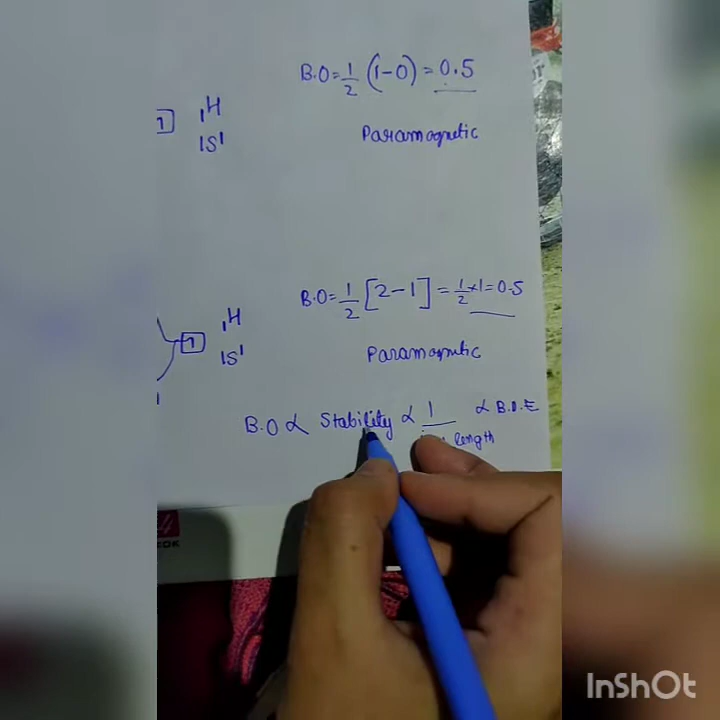 B.O=1/2 (1-0) = 0.5
1 ₁H
1S¹
Paramagnetic
B.O=1/2 [2-1] = 1/2×1=0.5
1 ₁H
1S¹
Paramagnetic
B.O ∝ Stability ∝ 1/ length ∝ B.D.E
InShOt